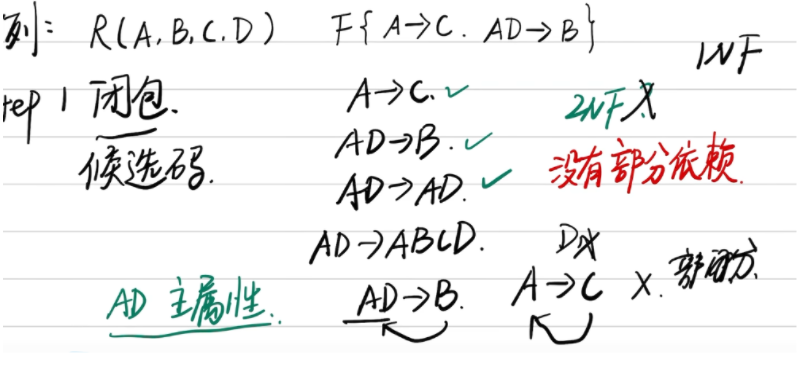 例: R(A,B,C,D) F{A→C. AD→B}
1NF
tep 1 闭包. A→C. ✓ 2NF X
候选码. AD→B. ✓ 没有部分依赖.
AD→AD. ✓
AD→ABCD. D
AD 主属性. AD→B. A→C X. 部分